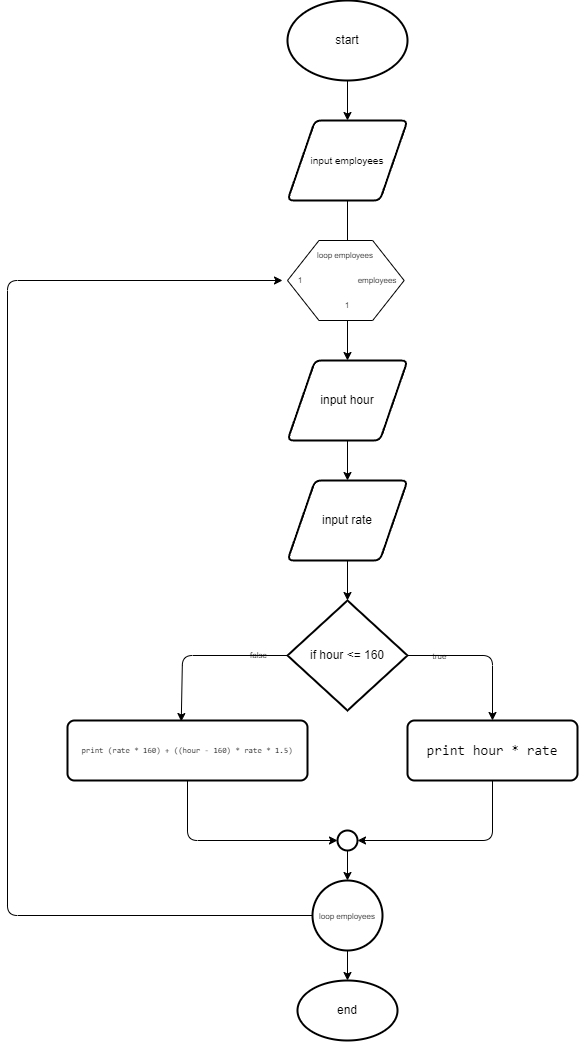 start
input employees
loop employees
1
employees
1
input hour
input rate
if hour <= 160
false
true
print (rate * 160) + ((hour - 160) * rate * 1.5)
print hour * rate
loop employees
end